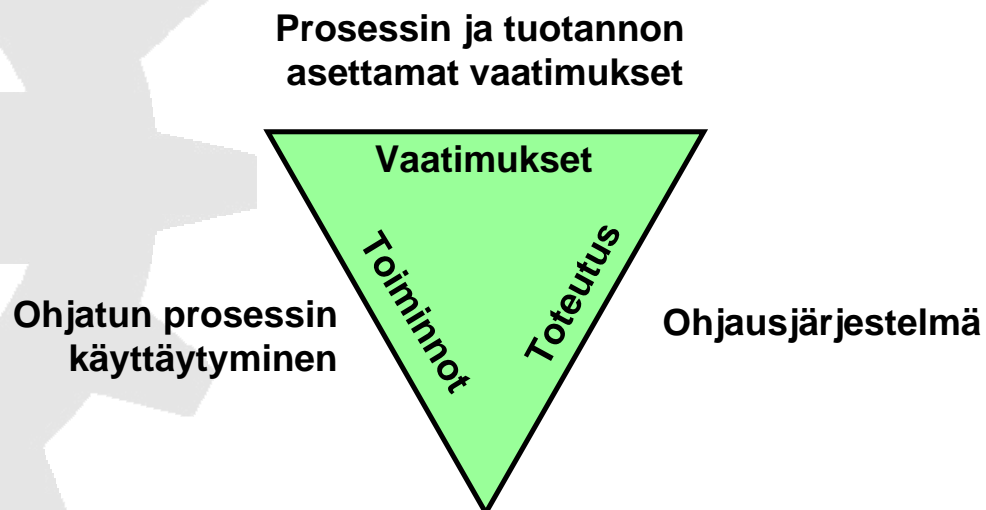 Prosessin ja tuotannon
asettamat vaatimukset
Vaatimukset
Toiminnot
Toteutus
Ohjatun prosessin
käyttäytyminen
Ohjausjärjestelmä